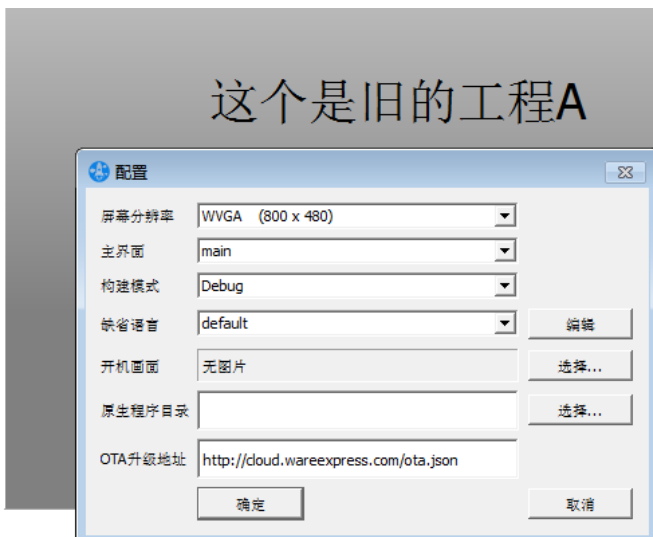 这个是旧的工程A
配置
屏幕分辨率 WVGA (800 x 480)
主界面 main
构建模式 Debug
缺省语言 default 编辑
开机画面 无图片 选择...
原生程序目录 选择...
OTA升级地址 http://cloud.wareexpress.com/ota.json
确定 取消